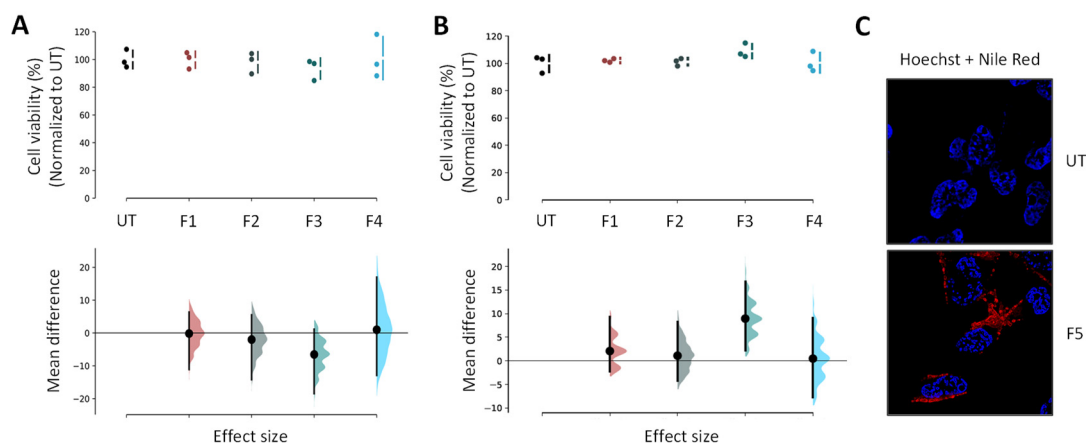 A
Cell viability (%)
(Normalized to UT)
120
100
80
60
40
20
0
UT F1 F2 F3 F4
Mean difference
20
10
0
−10
−20
Effect size
B
Cell viability (%)
(Normalized to UT)
120
100
80
60
40
20
0
UT F1 F2 F3 F4
Mean difference
25
20
15
10
5
0
−5
−10
Effect size
C
Hoechst + Nile Red
UT
F5